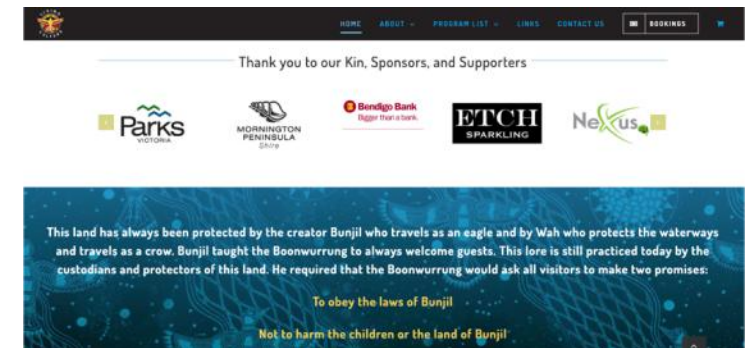 HOME ABOUT PROGRAM LIST LINKS CONTACT US BOOKINGS
Thank you to our Kin, Sponsors, and Supporters
Parks
VICTORIA
MORNINGTON
PENINSULA
Shire
Bendigo Bank
Bigger than a bank.
ETCH
SPARKLING
Nexus
This land has always been protected by the creator Bunjil who travels as an eagle and by Wah who protects the waterways
and travels as a crow. Bunjil taught the Boonwurrung to always welcome guests. This lore is still practiced today by the
custodians and protectors of this land. He required that the Boonwurrung would ask all visitors to make two promises:
To obey the laws of Bunjil
Not to harm the children or the land of Bunjil